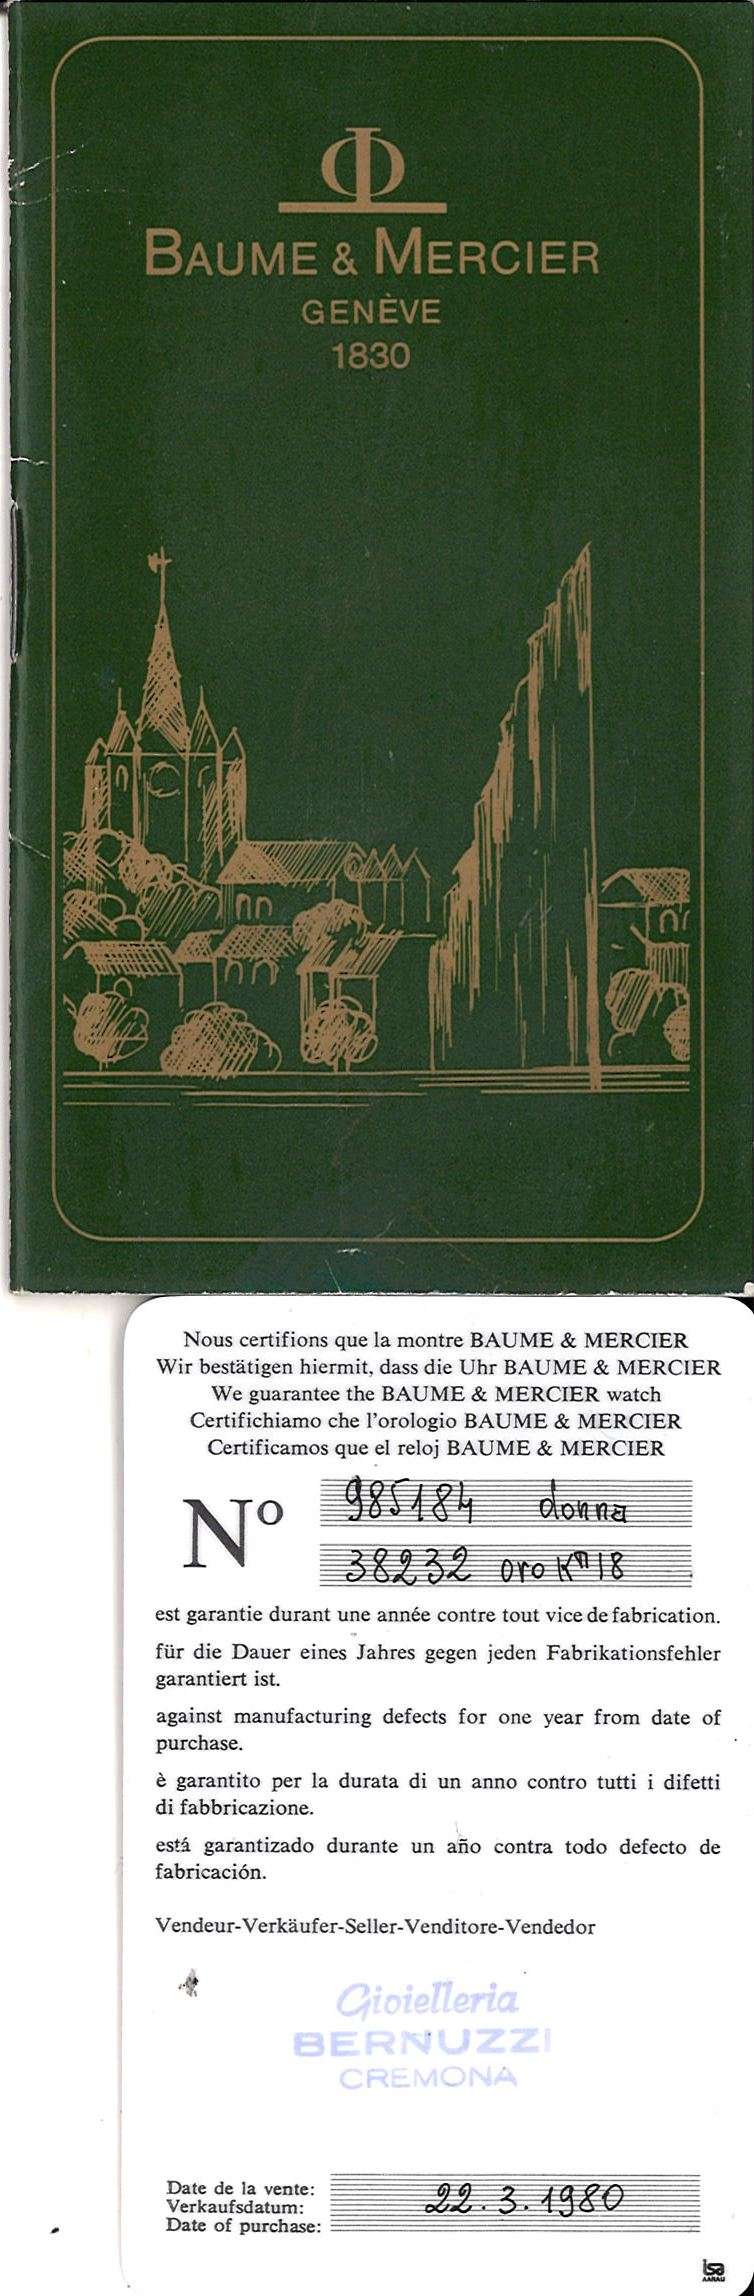 BAUME & MERCIER
GENÈVE
1830
Nous certifions que la montre BAUME & MERCIER
Wir bestätigen hiermit, dass die Uhr BAUME & MERCIER
We guarantee the BAUME & MERCIER watch
Certifichiamo che l'orologio BAUME & MERCIER
Certificamos que el reloj BAUME & MERCIER
Nº 985184 donna
38232 oro Kn 18
est garantie durant une année contre tout vice de fabrication.
für die Dauer eines Jahres gegen jeden Fabrikationsfehler
garantiert ist.
against manufacturing defects for one year from date of
purchase.
è garantito per la durata di un anno contro tutti i difetti
di fabbricazione.
está garantizado durante un año contra todo defecto de
fabricación.
Vendeur-Verkäufer-Seller-Venditore-Vendedor
Gioielleria
BERNUZZI
CREMONA
Date de la vente:
Verkaufsdatum: 22.3.1980
Date of purchase:
isa
AARAU